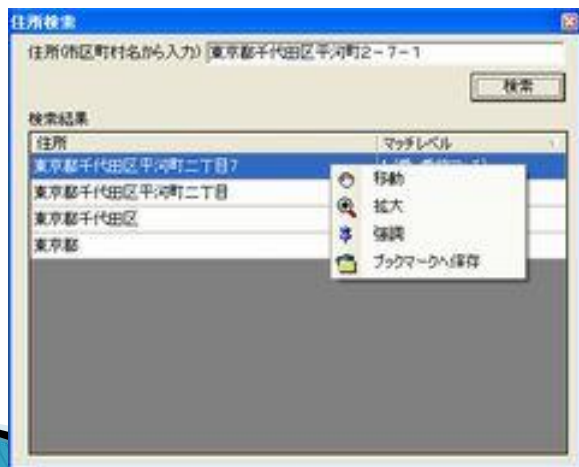 住所検索
住所(市区町村名から入力) 東京都千代田区平河町2-7-1
検索
検索結果
住所 マッチレベル
東京都千代田区平河町二丁目7
東京都千代田区平河町二丁目
東京都千代田区
東京都
移動
拡大
強調
ブックマークへ保存